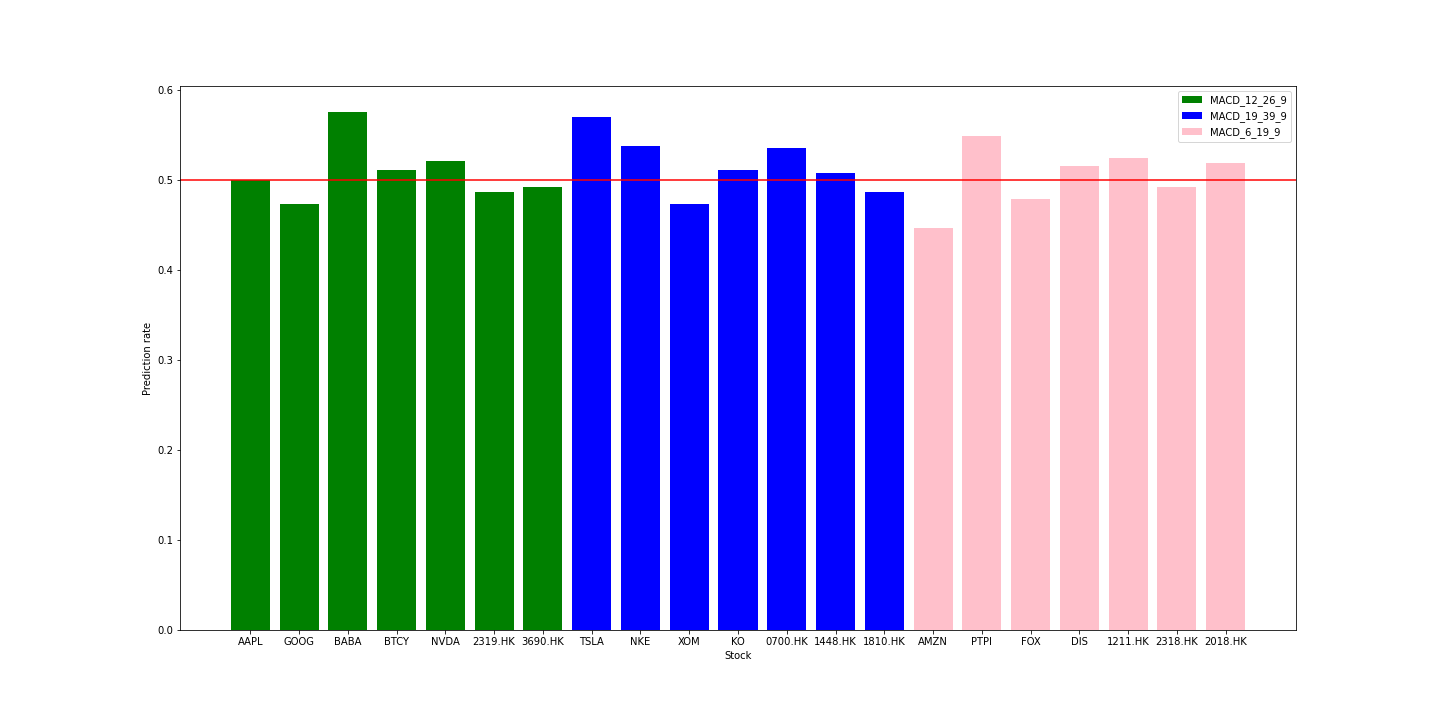 MACD_12_26_9
MACD_19_39_9
MACD_6_19_9
0.6
0.5
0.4
0.3
0.2
0.1
0.0
Prediction rate
AAPL GOOG BABA BTCY NVDA 2319.HK 3690.HK TSLA NKE XOM KO 0700.HK 1448.HK 1810.HK AMZN PTPI FOX DIS 1211.HK 2318.HK 2018.HK
Stock